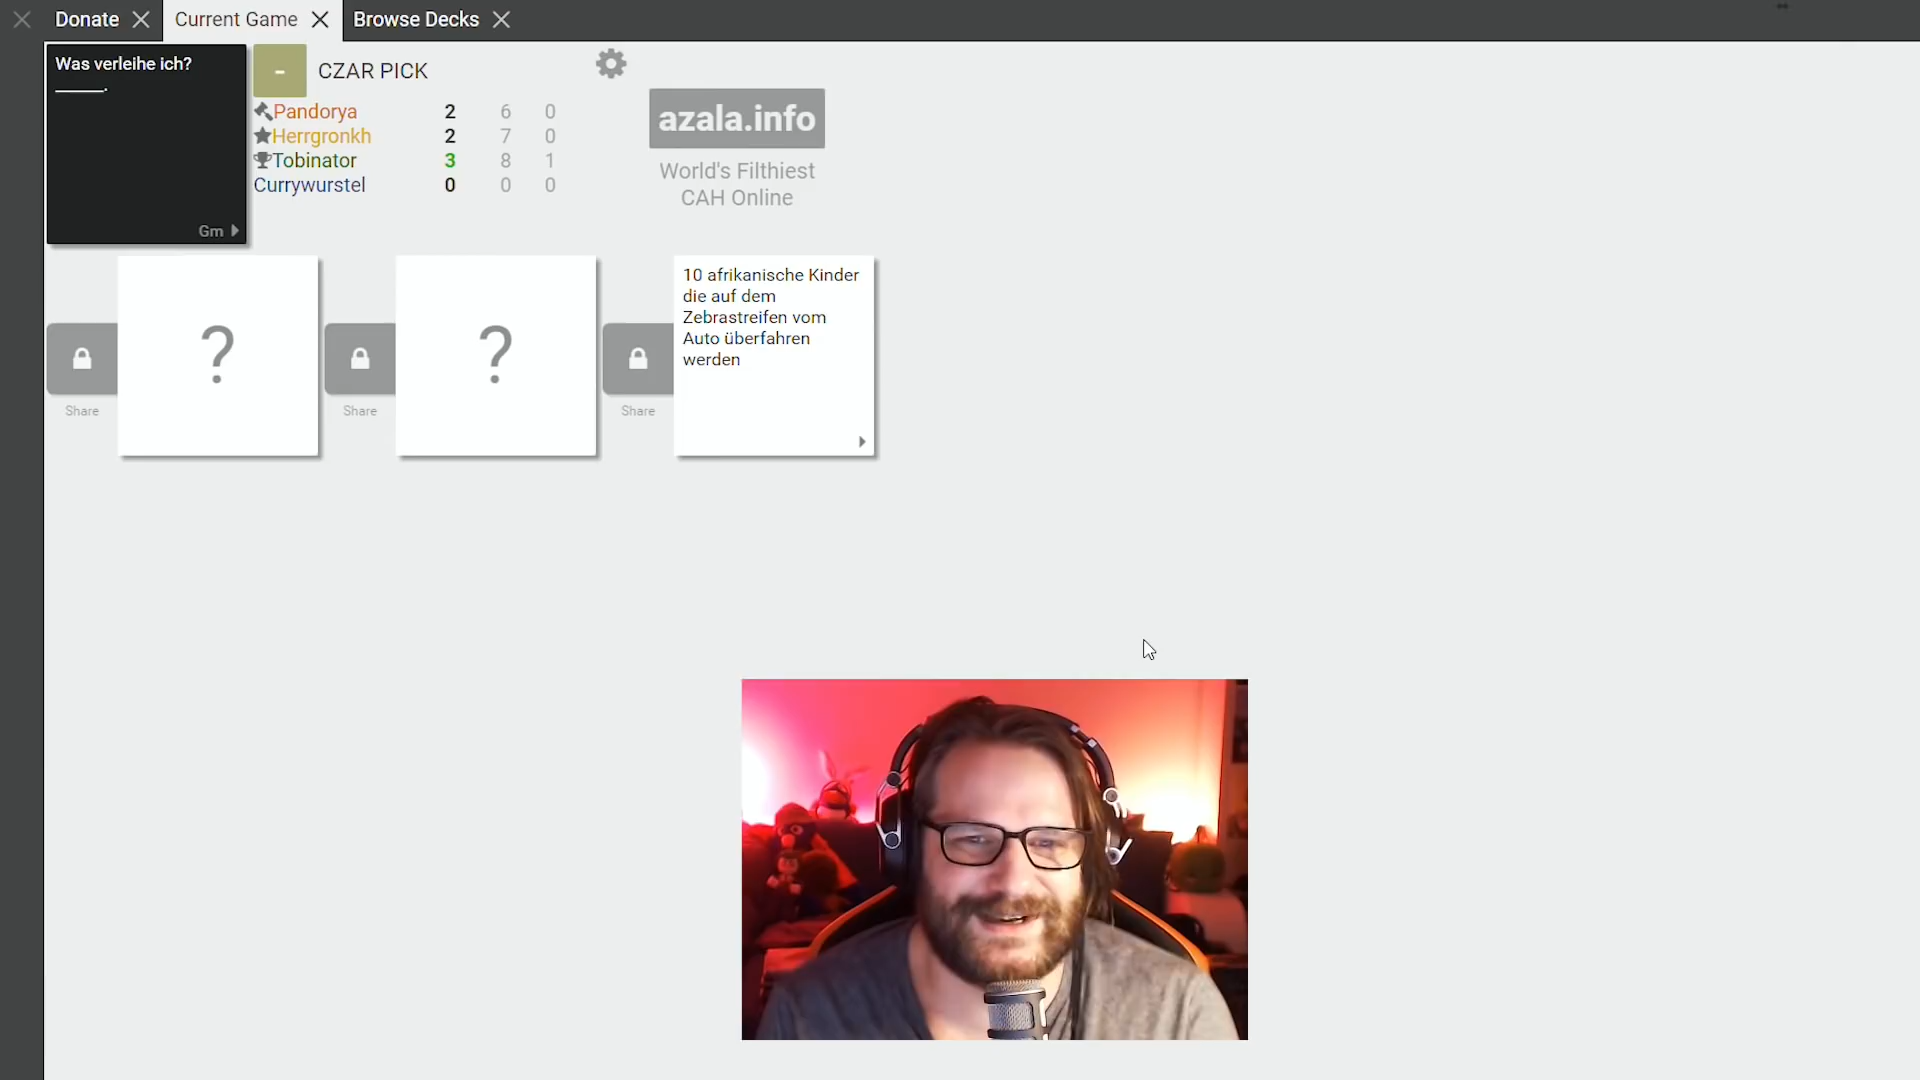 Donate
Current Game
Browse Decks
Was verleihe ich?
_____.
Gm
-
CZAR PICK
Pandorya 2 6 0
Herrgronkh 2 7 0
Tobinator 3 8 1
Currywurstel 0 0 0
azala.info
World's Filthiest
CAH Online
Share
?
Share
?
Share
10 afrikanische Kinder
die auf dem
Zebrastreifen vom
Auto überfahren
werden